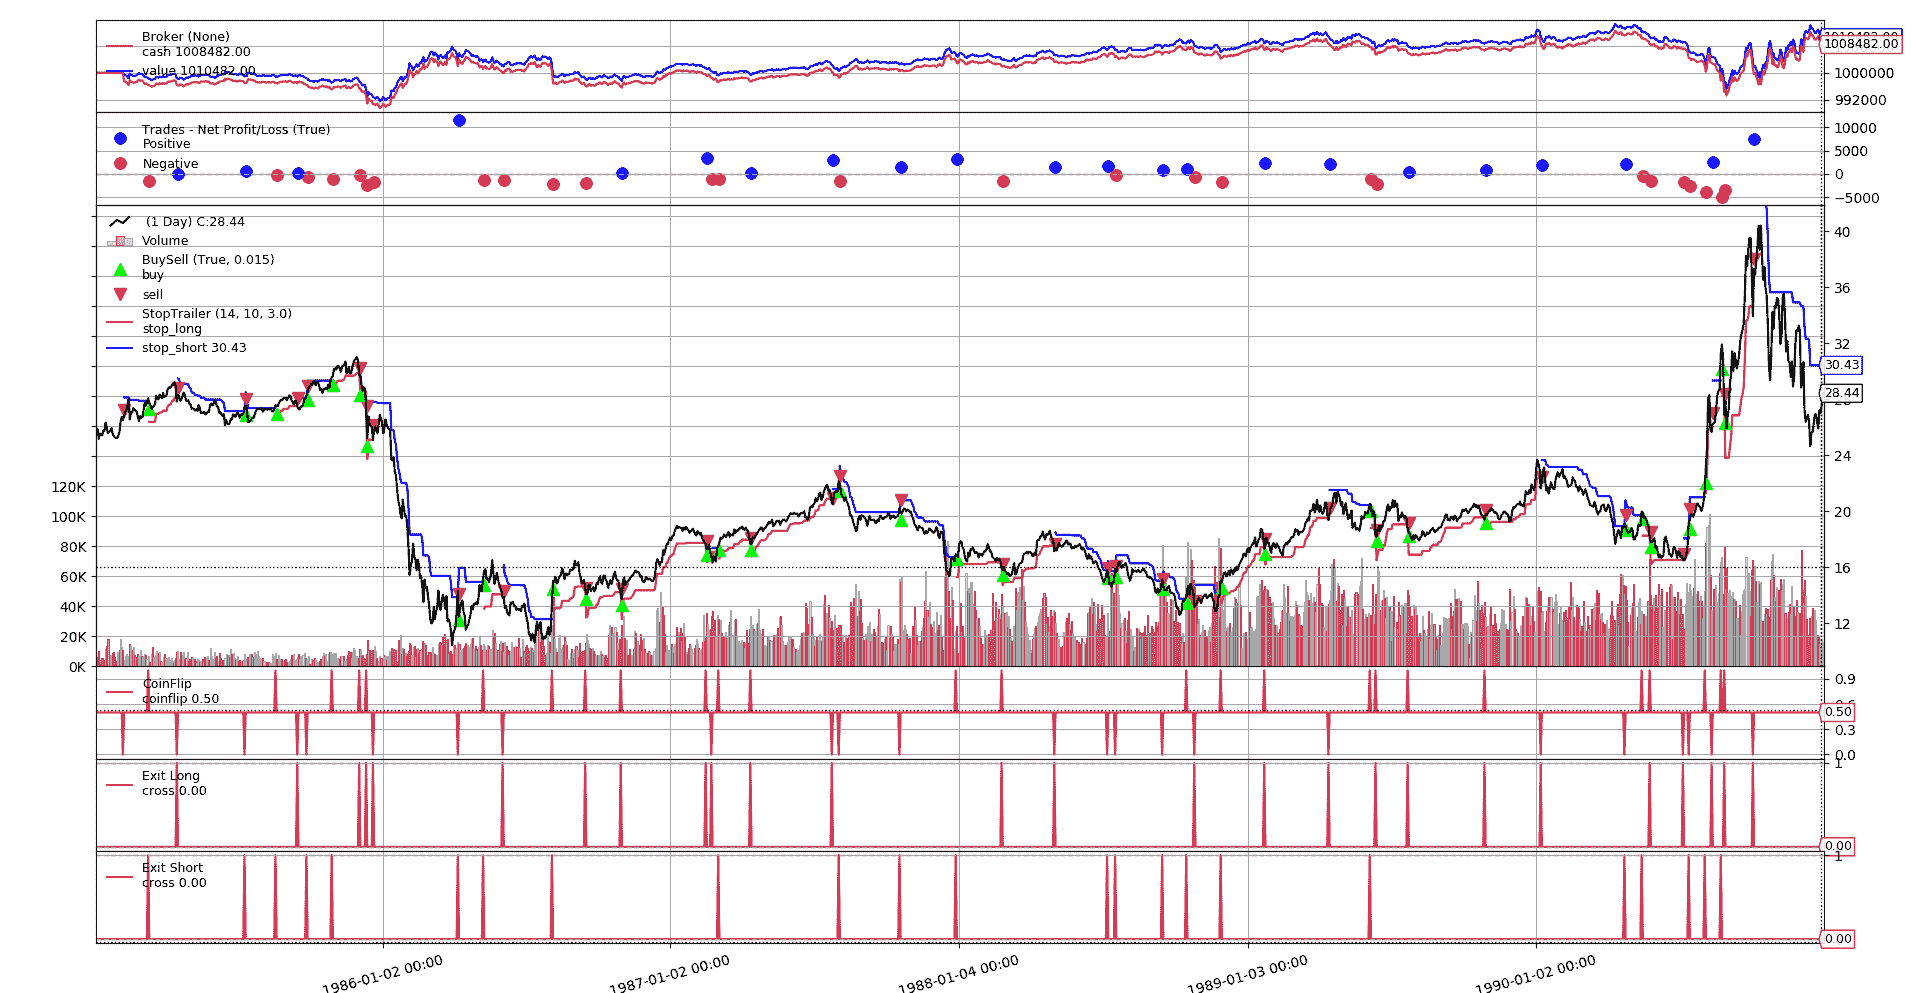 Broker (None)
cash 1008482.00
value 1010482.00
1008482.00
1000000
992000
Trades - Net Profit/Loss (True)
Positive
Negative
10000
5000
0
−5000
(1 Day) C:28.44
Volume
BuySell (True, 0.015)
buy
sell
StopTrailer (14, 10, 3.0)
stop_long
stop_short 30.43
40
36
32
30.43
28.44
24
20
16
12
120K
100K
80K
60K
40K
20K
0K
CoinFlip
coinflip 0.50
0.9
0.50
0.3
0.0
Exit Long
cross 0.00
1
0.00
Exit Short
cross 0.00
1
0.00
1986-01-02 00:00
1987-01-02 00:00
1988-01-04 00:00
1989-01-03 00:00
1990-01-02 00:00